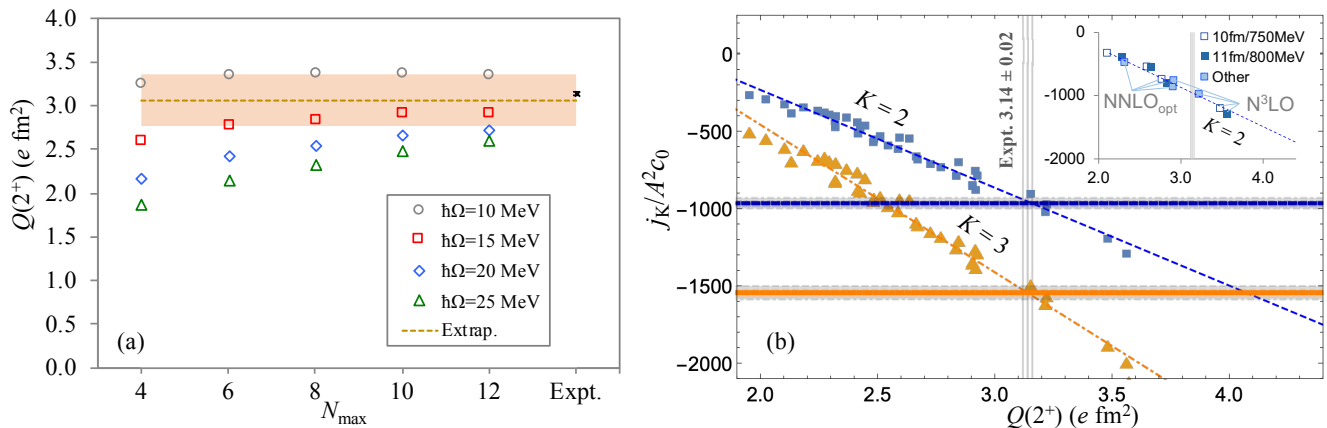 4.0
3.5
3.0
2.5
2.0
1.5
1.0
0.5
0.0
Q(2⁺) (e fm²)
ħΩ=10 MeV
ħΩ=15 MeV
ħΩ=20 MeV
ħΩ=25 MeV
Extrap.
(a)
4 6 8 10 12 Expt.
N_max
0
−500
−1000
−1500
−2000
j_K/A²c₀
K = 2
K = 3
Expt. 3.14 ± 0.02
(b)
2.0 2.5 3.0 3.5 4.0
Q(2⁺) (e fm²)
0
-1000
-2000
10fm/750MeV
11fm/800MeV
Other
NNLO_opt
N³LO
K = 2
2.0 3.0 4.0